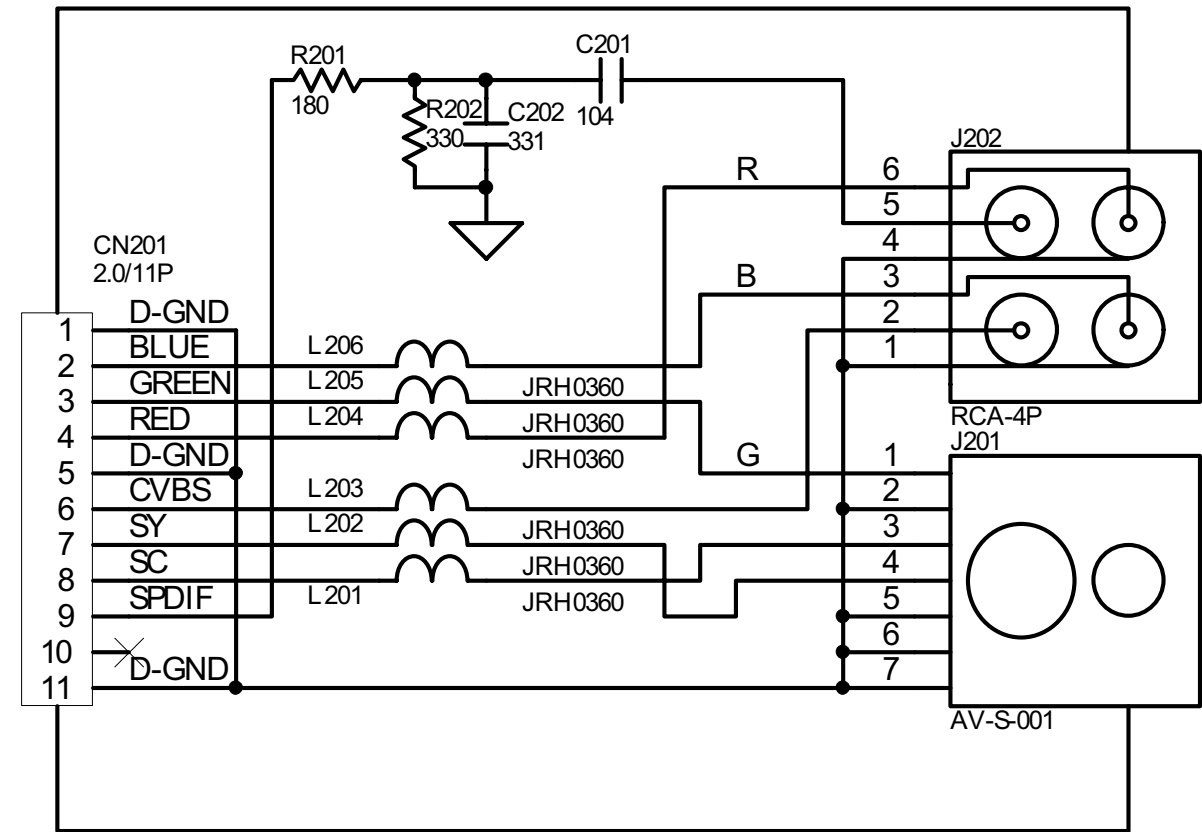 C201
R201
180
R202
330
C202
331
104
J202
R
6
5
4
B
3
2
1
RCA-4P
CN201
2.0/11P
1
D-GND
2
BLUE
L206
3
GREEN
L205
JRH0360
4
RED
L204
JRH0360
5
D-GND
JRH0360
6
CVBS
L203
7
SY
L202
JRH0360
8
SC
JRH0360
9
SPDIF
L201
JRH0360
10
11
D-GND
J201
G
1
2
3
4
5
6
7
AV-S-001